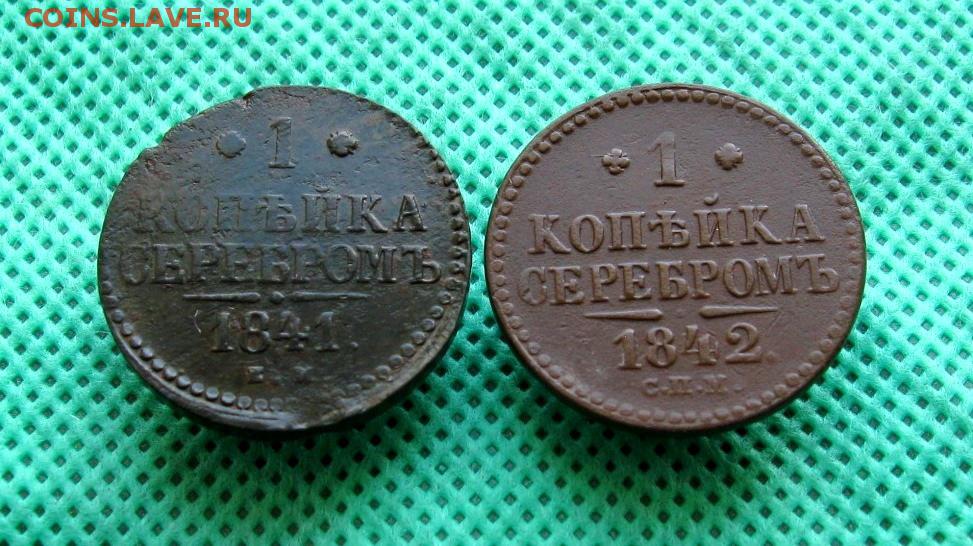 COINS.LAVE.RU
1
КОПѢЙКА
СЕРЕБРОМЪ
1841.
1
КОПѢЙКА
СЕРЕБРОМЪ
1842.
С.П.М.